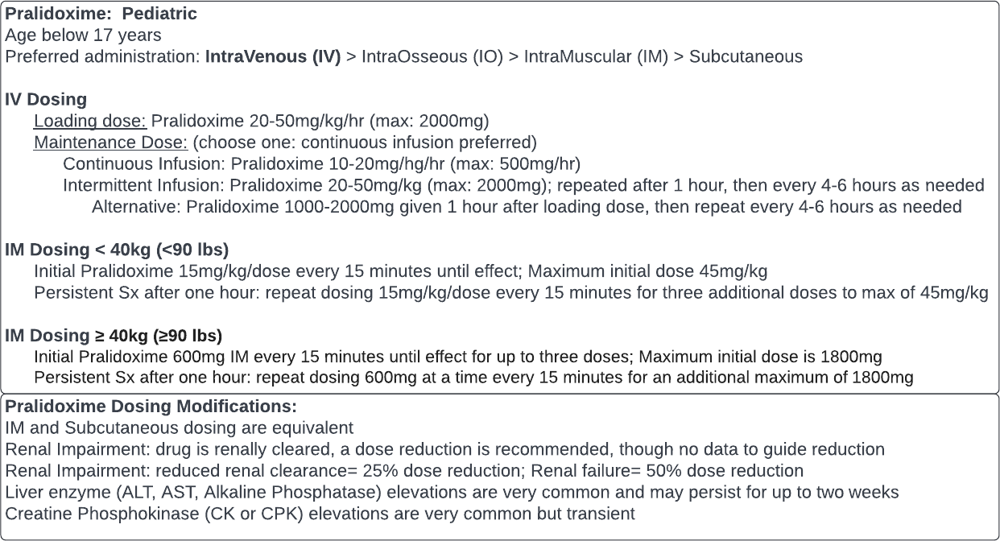 Pralidoxime:  Pediatric
Age below 17 years
Preferred administration: IntraVenous (IV) > IntraOsseous (IO) > IntraMuscular (IM) > Subcutaneous
IV Dosing
Loading dose: Pralidoxime 20-50mg/kg/hr (max: 2000mg)
Maintenance Dose: (choose one: continuous infusion preferred)
Continuous Infusion: Pralidoxime 10-20mg/hg/hr (max: 500mg/hr)
Intermittent Infusion: Pralidoxime 20-50mg/kg (max: 2000mg); repeated after 1 hour, then every 4-6 hours as needed
Alternative: Pralidoxime 1000-2000mg given 1 hour after loading dose, then repeat every 4-6 hours as needed
IM Dosing < 40kg (<90 lbs)
Initial Pralidoxime 15mg/kg/dose every 15 minutes until effect; Maximum initial dose 45mg/kg
Persistent Sx after one hour: repeat dosing 15mg/kg/dose every 15 minutes for three additional doses to max of 45mg/kg
IM Dosing ≥ 40kg (≥90 lbs)
Initial Pralidoxime 600mg IM every 15 minutes until effect for up to three doses; Maximum initial dose is 1800mg
Persistent Sx after one hour: repeat dosing 600mg at a time every 15 minutes for an additional maximum of 1800mg
Pralidoxime Dosing Modifications:
IM and Subcutaneous dosing are equivalent
Renal Impairment: drug is renally cleared, a dose reduction is recommended, though no data to guide reduction
Renal Impairment: reduced renal clearance= 25% dose reduction; Renal failure= 50% dose reduction
Liver enzyme (ALT, AST, Alkaline Phosphatase) elevations are very common and may persist for up to two weeks
Creatine Phosphokinase (CK or CPK) elevations are very common but transient